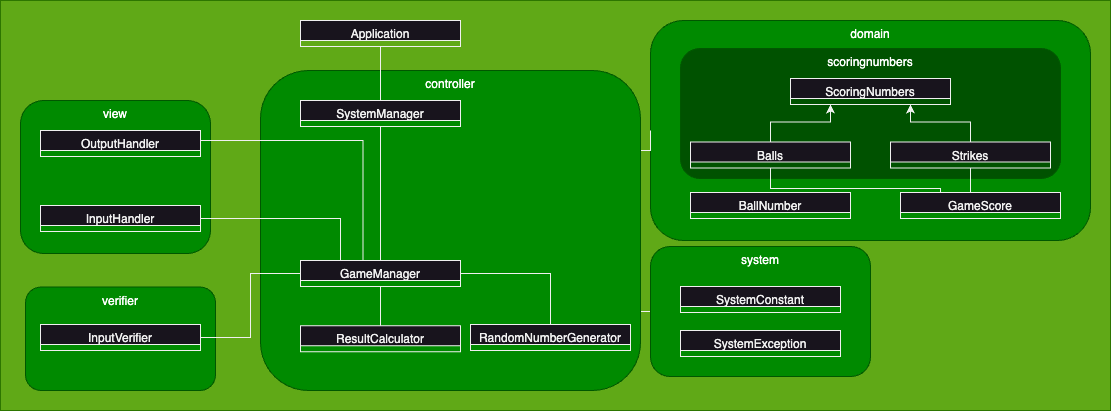 Application
controller
SystemManager
GameManager
ResultCalculator
RandomNumberGenerator
view
OutputHandler
InputHandler
verifier
InputVerifier
domain
scoringnumbers
ScoringNumbers
Balls
Strikes
BallNumber
GameScore
system
SystemConstant
SystemException